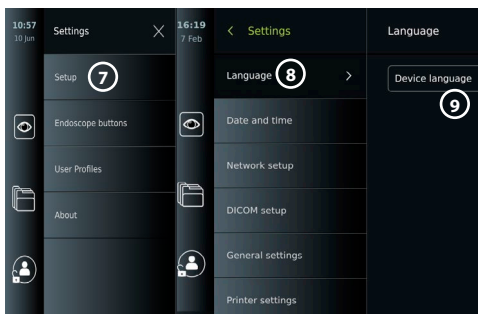 10:57
10 Jun
Settings
Setup
7
Endoscope buttons
User Profiles
About
16:19
7 Feb
Settings
Language
8
Date and time
Network setup
DICOM setup
General settings
Printer settings
Language
Device language
9